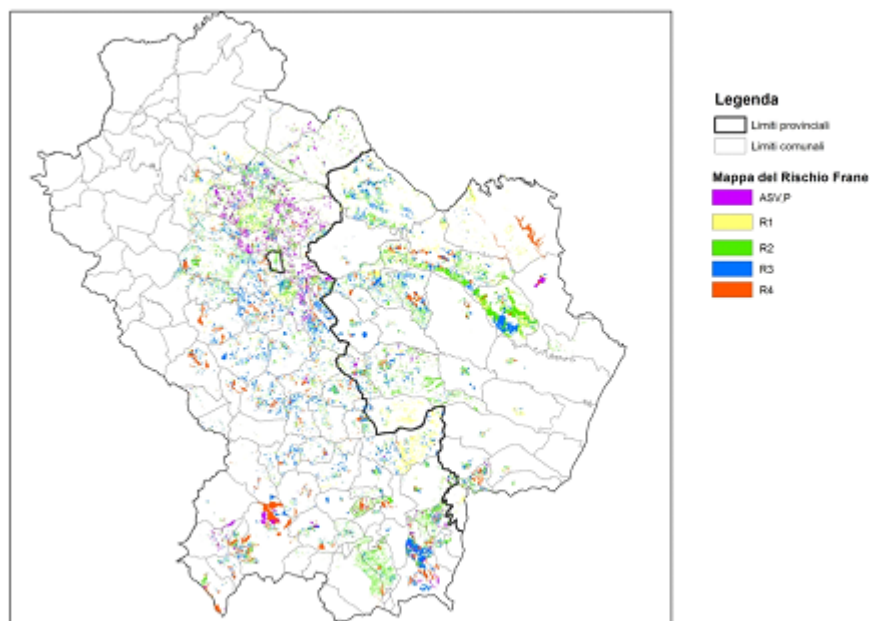 Legenda
Limiti provinciali
Limiti comunali
Mappa del Rischio Frane
ASV,P
R1
R2
R3
R4